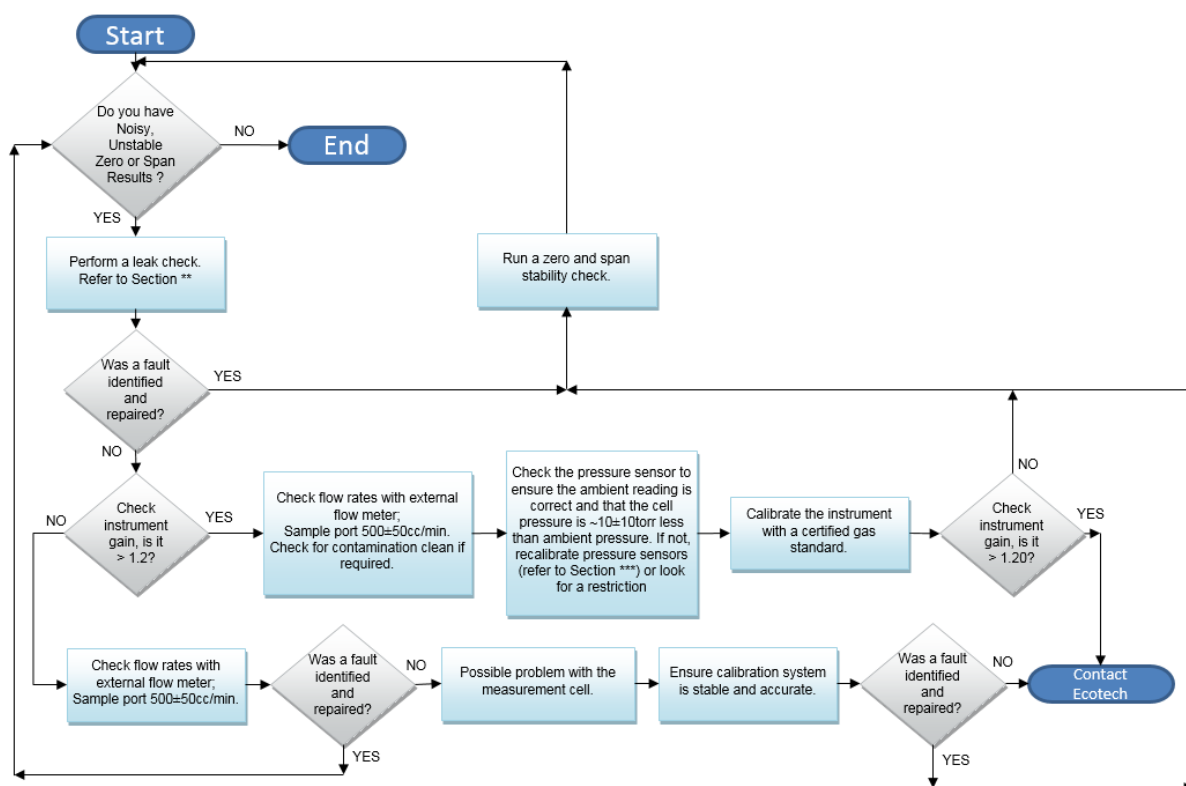 Start
Do you have
Noisy,
Unstable
Zero or Span
Results ?
NO
End
YES
Perform a leak check.
Refer to Section **
Run a zero and span
stability check.
Was a fault
identified
and
repaired?
YES
NO
NO
Check
instrument
gain, is it
> 1.2?
YES
Check flow rates with external
flow meter;
Sample port 500±50cc/min.
Check for contamination clean if
required.
Check the pressure sensor to
ensure the ambient reading is
correct and that the cell
pressure is ~10±10torr less
than ambient pressure. If not,
recalibrate pressure sensors
(refer to Section ***) or look
for a restriction
Calibrate the instrument
with a certified gas
standard.
NO
Check
instrument
gain, is it
> 1.20?
YES
Check flow rates with
external flow meter;
Sample port 500±50cc/min.
Was a fault
identified
and
repaired?
NO
YES
Possible problem with the
measurement cell.
Ensure calibration system
is stable and accurate.
Was a fault
identified
and
repaired?
NO
YES
Contact
Ecotech